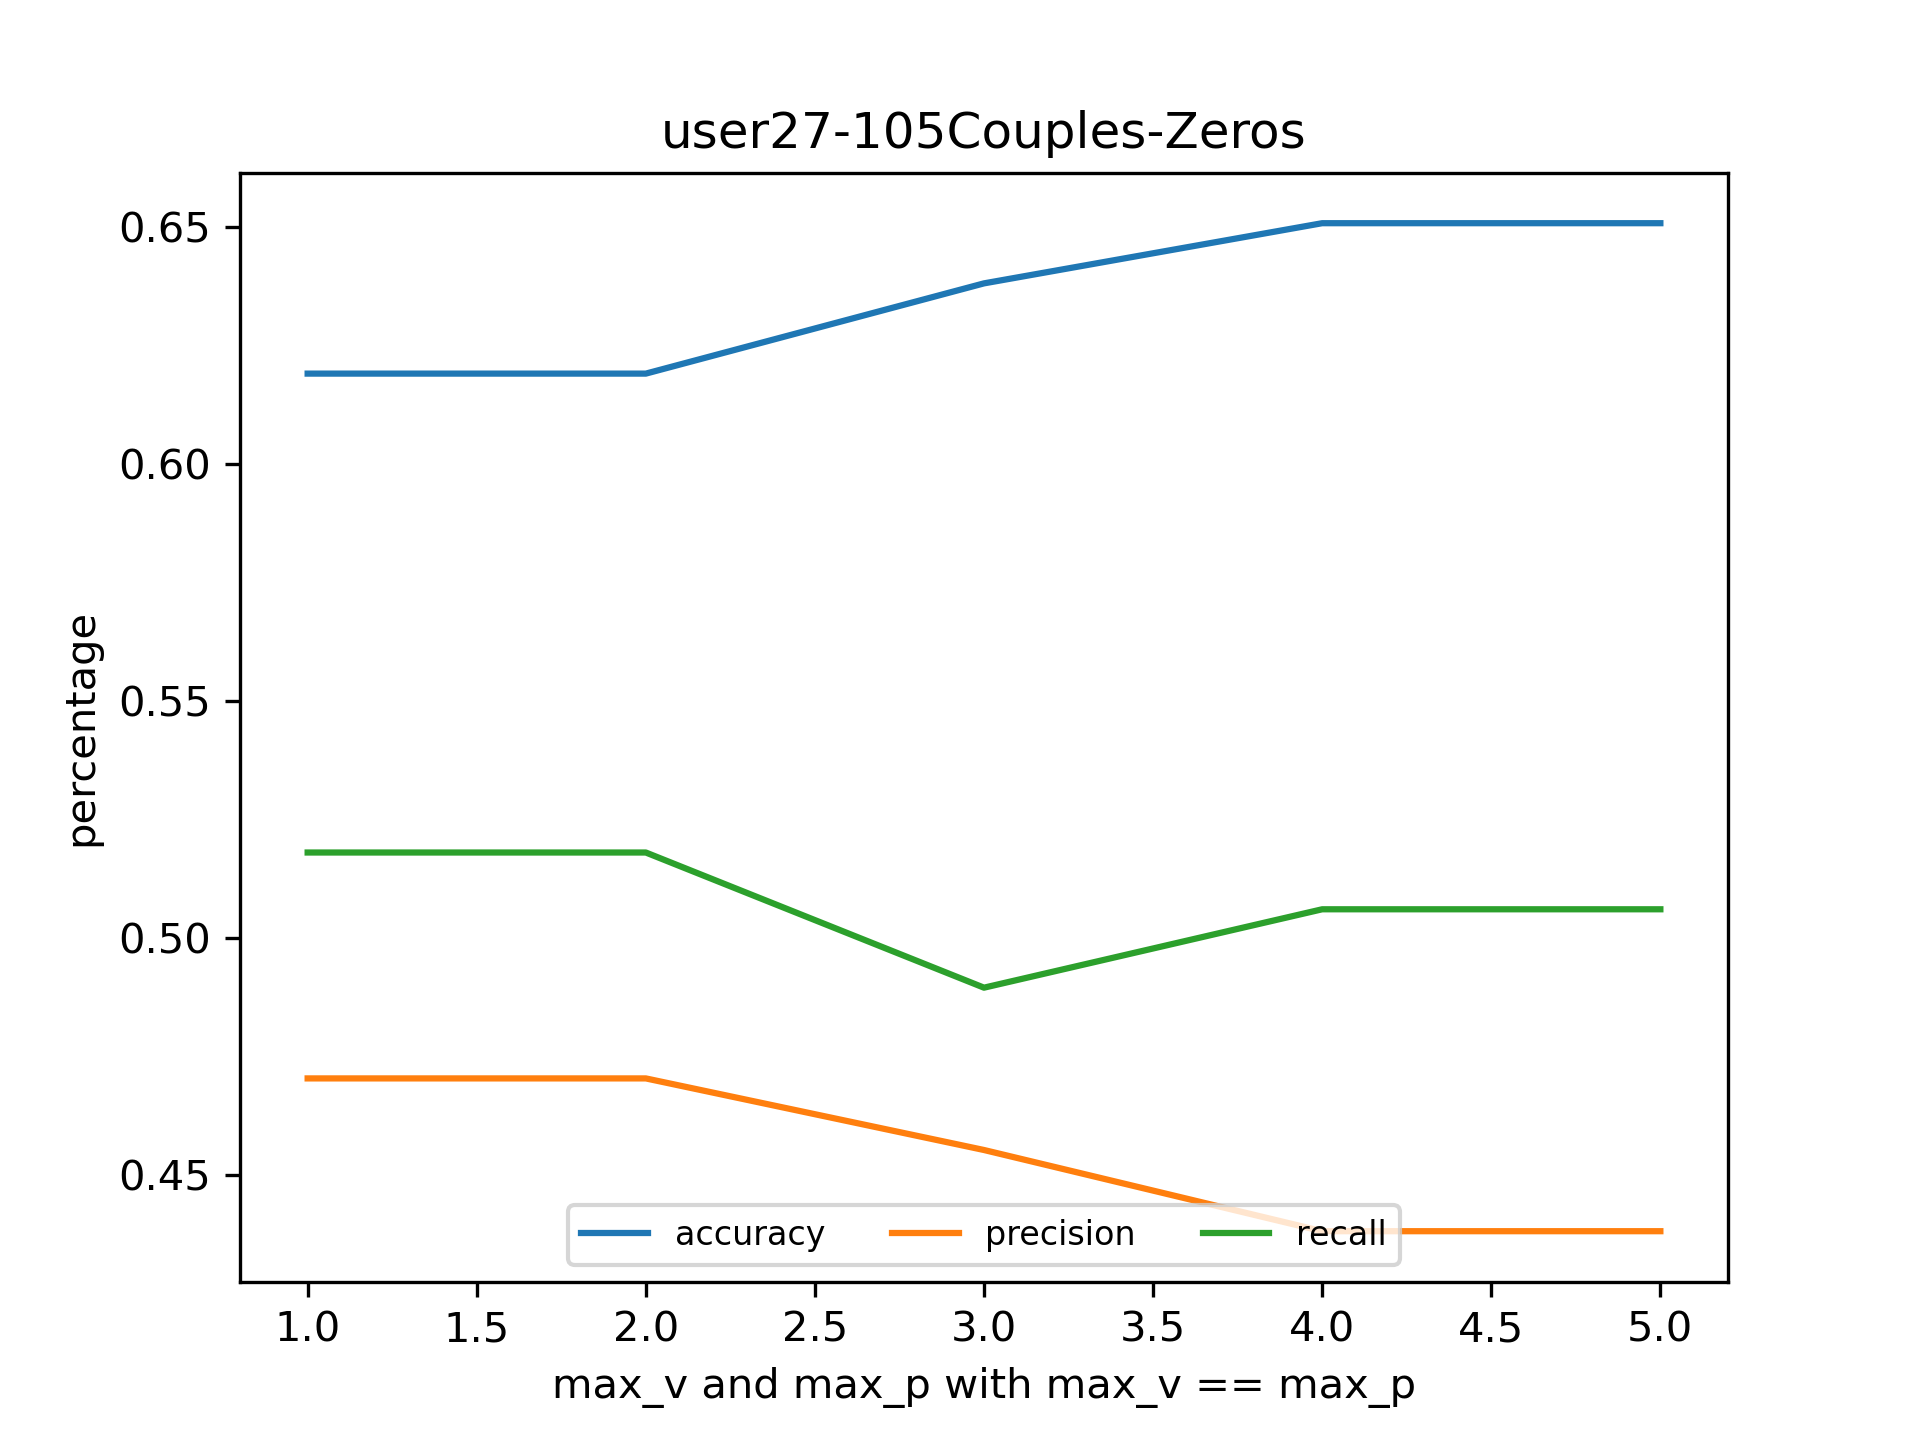 user27-105Couples-Zeros
0.65
0.60
0.55
0.50
0.45
percentage
accuracy precision recall
1.0 1.5 2.0 2.5 3.0 3.5 4.0 4.5 5.0
max_v and max_p with max_v == max_p